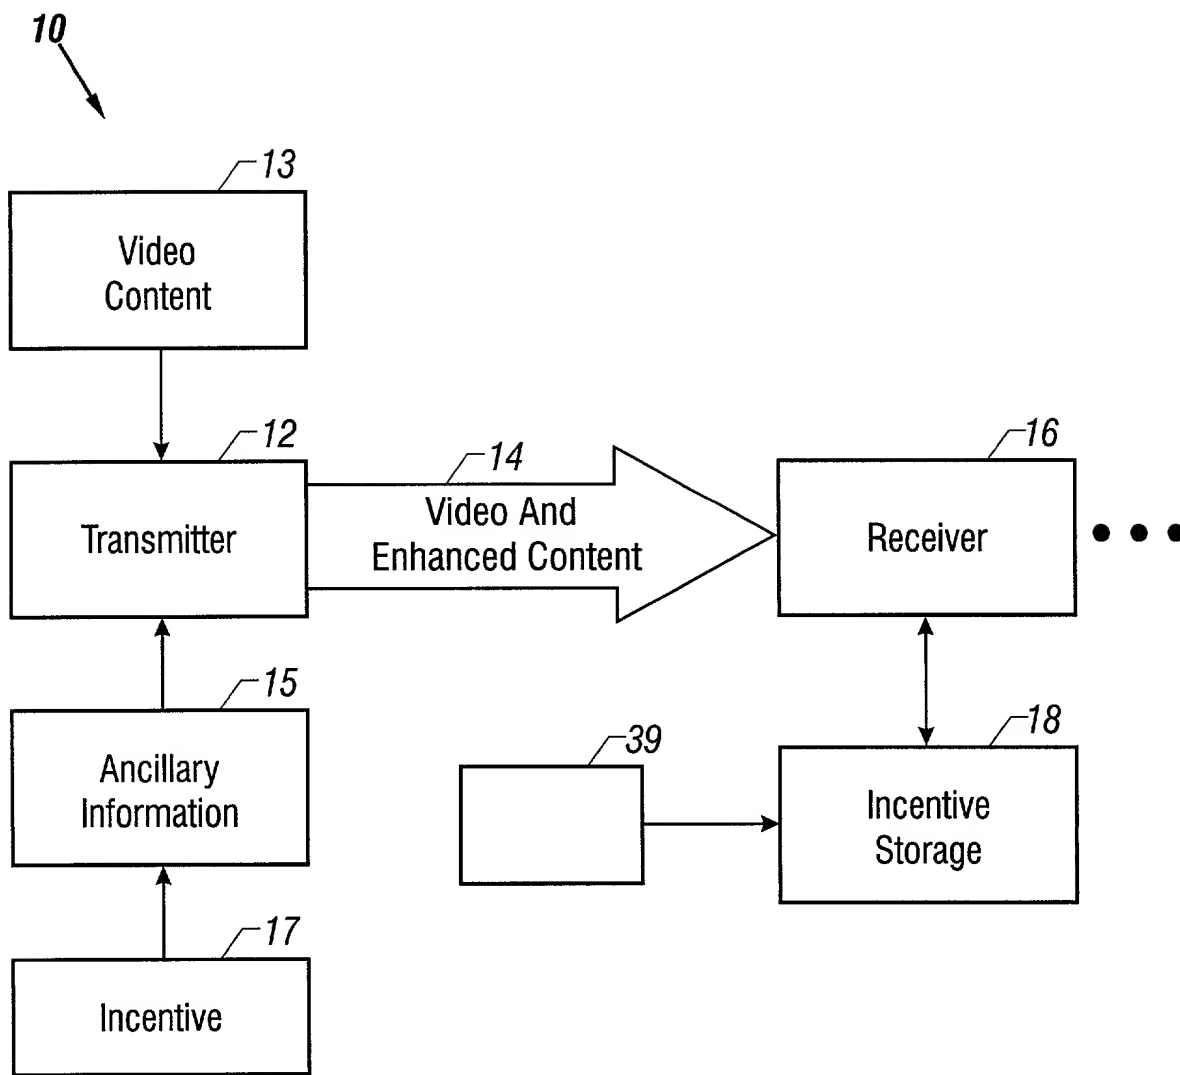 10
13
Video
Content
12
Transmitter
14
Video And
Enhanced Content
16
Receiver
15
Ancillary
Information
39
18
Incentive
Storage
17
Incentive